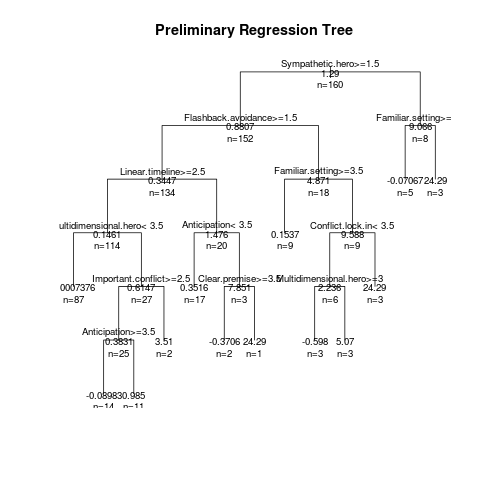 Preliminary Regression Tree
Sympathetic.hero>=1.5
1.29
n=160
Flashback.avoidance>=1.5
Familiar.setting>=
0.8807
9.066
n=152
n=8
Linear.timeline>=2.5
Familiar.setting>=3.5
0.3447
4.871
-0.07067
24.29
n=134
n=18
n=5
n=3
ultidimensional.hero< 3.5
Anticipation< 3.5
Conflict.lock.in< 3.5
0.1461
1.476
0.1537
9.588
n=114
n=20
n=9
n=9
Important.conflict>=2.5
Clear.premise>=3.5
Multidimensional.hero>=3
0007376
0.6147
0.3516
7.851
2.236
24.29
n=87
n=27
n=17
n=3
n=6
n=3
Anticipation>=3.5
0.3831
3.51
-0.3706
24.29
-0.598
5.07
n=25
n=2
n=2
n=1
n=3
n=3
0.985
n=14
n=11